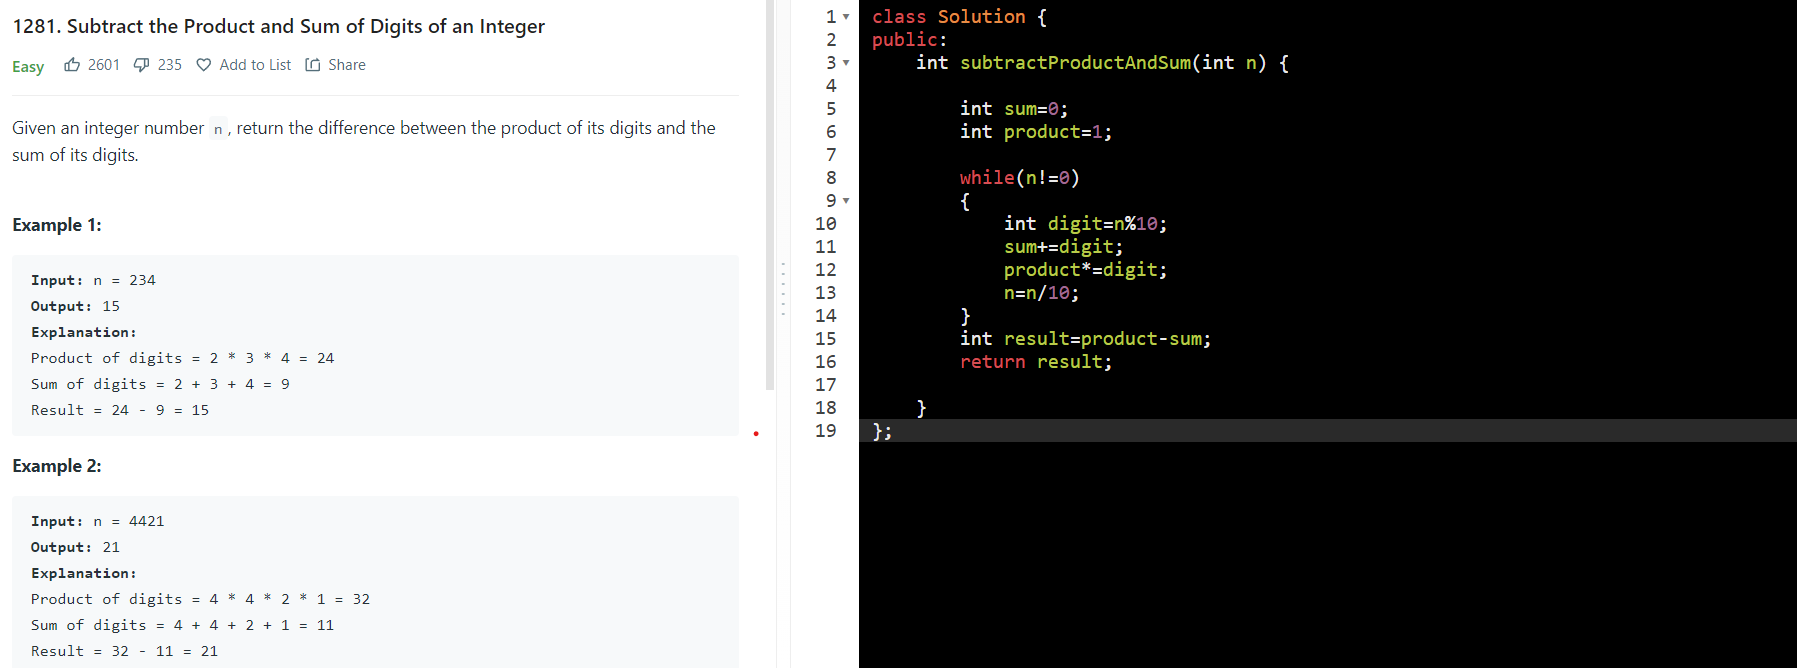 1281. Subtract the Product and Sum of Digits of an Integer
Easy 2601 235 Add to List Share
Given an integer number n, return the difference between the product of its digits and the
sum of its digits.
Example 1:
Input: n = 234
Output: 15
Explanation:
Product of digits = 2 * 3 * 4 = 24
Sum of digits = 2 + 3 + 4 = 9
Result = 24 - 9 = 15
Example 2:
Input: n = 4421
Output: 21
Explanation:
Product of digits = 4 * 4 * 2 * 1 = 32
Sum of digits = 4 + 4 + 2 + 1 = 11
Result = 32 - 11 = 21
1 class Solution {
2 public:
3 int subtractProductAndSum(int n) {
4
5 int sum=0;
6 int product=1;
7
8 while(n!=0)
9 {
10 int digit=n%10;
11 sum+=digit;
12 product*=digit;
13 n=n/10;
14 }
15 int result=product-sum;
16 return result;
17
18 }
19 };